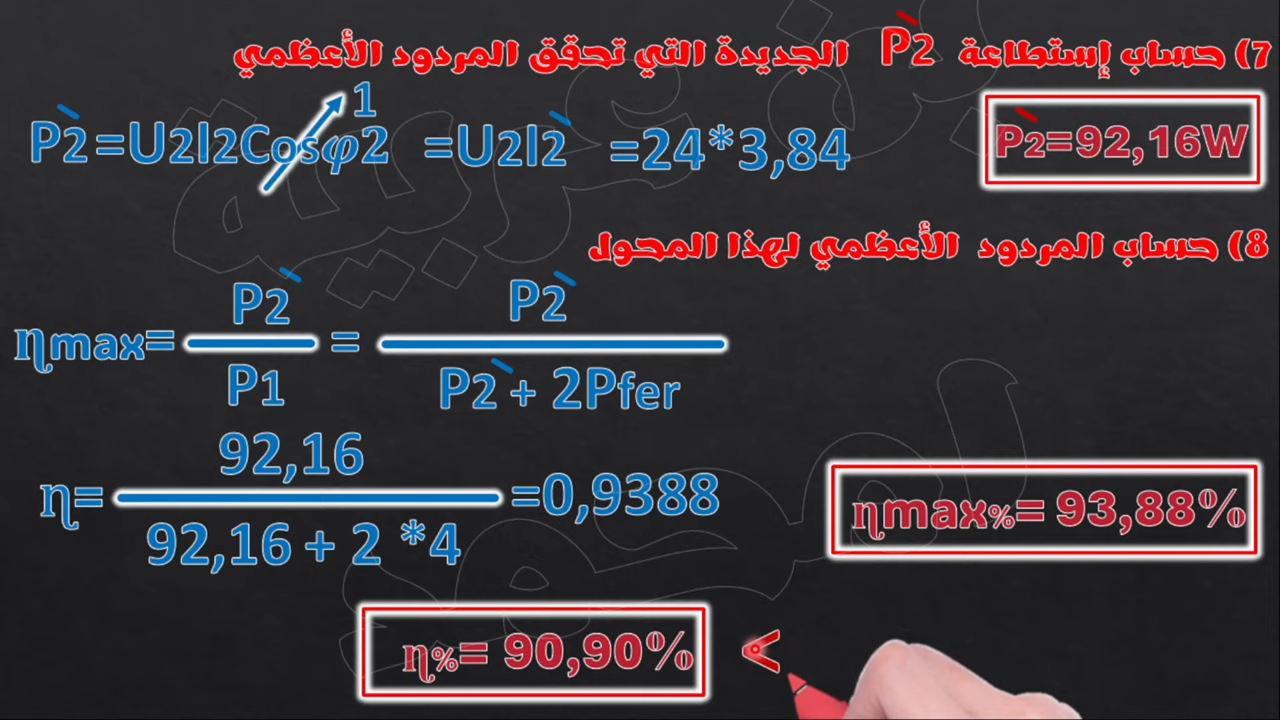 7) حساب إستطاعة P2` الجديدة التي تحقق المردود الأعظمي
P2`=U2I2Cosφ2 =U2I2` =24*3,84
1
P2`=92,16W
8) حساب المردود الأعظمي لهذا المحول
ηmax= P2` / P1 = P2` / P2`+ 2Pfer
η= 92,16 / 92,16 + 2 *4 =0,9388
ηmax%= 93,88%
η%= 90,90% <